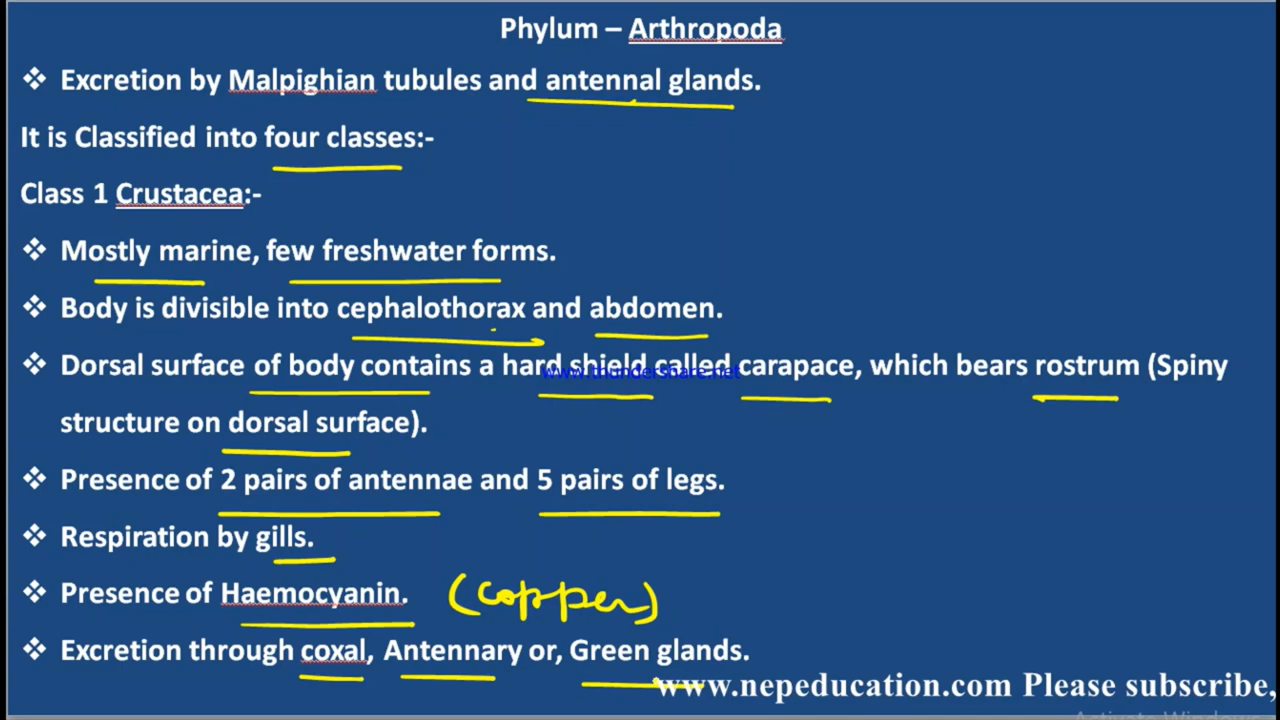 Phylum – Arthropoda
❖ Excretion by Malpighian tubules and antennal glands.
It is Classified into four classes:-
Class 1 Crustacea:-
❖ Mostly marine, few freshwater forms.
❖ Body is divisible into cephalothorax and abdomen.
❖ Dorsal surface of body contains a hard shield called carapace, which bears rostrum (Spiny
www.thundershare.net
structure on dorsal surface).
❖ Presence of 2 pairs of antennae and 5 pairs of legs.
❖ Respiration by gills.
❖ Presence of Haemocyanin. (copper)
❖ Excretion through coxal, Antennary or, Green glands.
www.nepeducation.com Please subscribe,